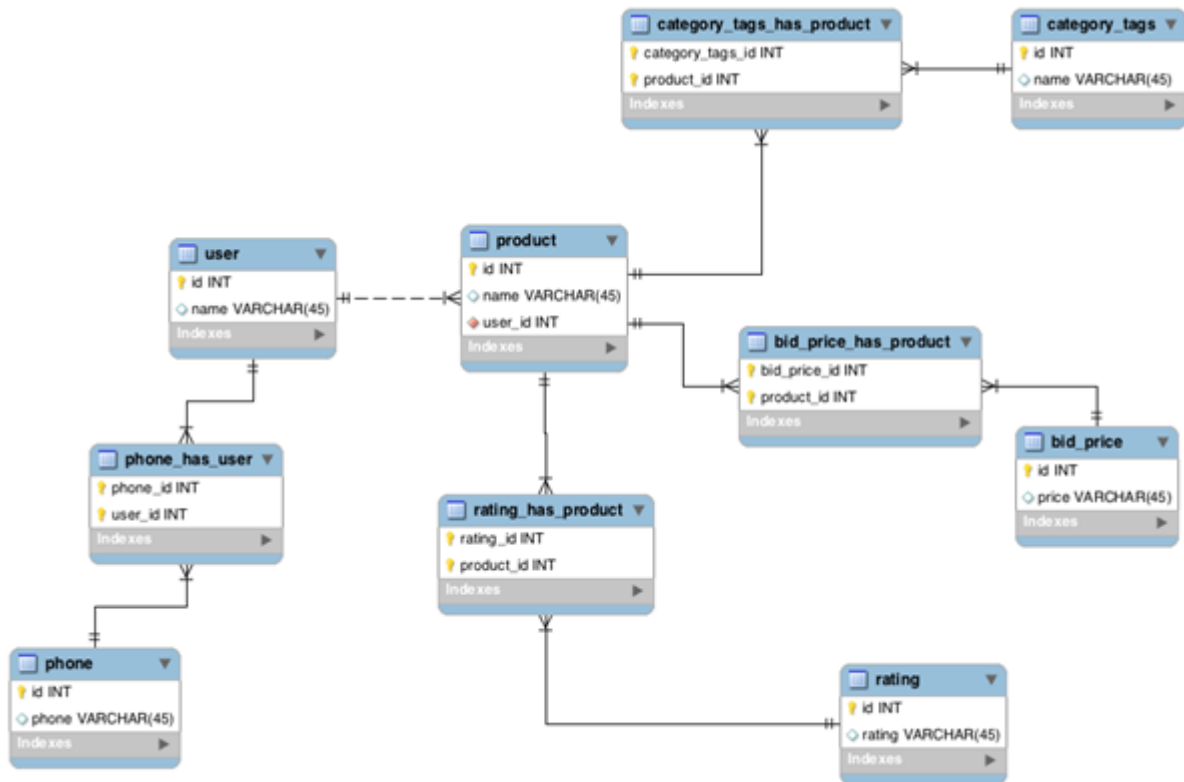 category_tags_has_product
category_tags_id INT
product_id INT
Indexes
category_tags
id INT
name VARCHAR(45)
Indexes
user
id INT
name VARCHAR(45)
Indexes
product
id INT
name VARCHAR(45)
user_id INT
Indexes
bid_price_has_product
bid_price_id INT
product_id INT
Indexes
bid_price
id INT
price VARCHAR(45)
Indexes
phone_has_user
phone_id INT
user_id INT
Indexes
rating_has_product
rating_id INT
product_id INT
Indexes
phone
id INT
phone VARCHAR(45)
Indexes
rating
id INT
rating VARCHAR(45)
Indexes